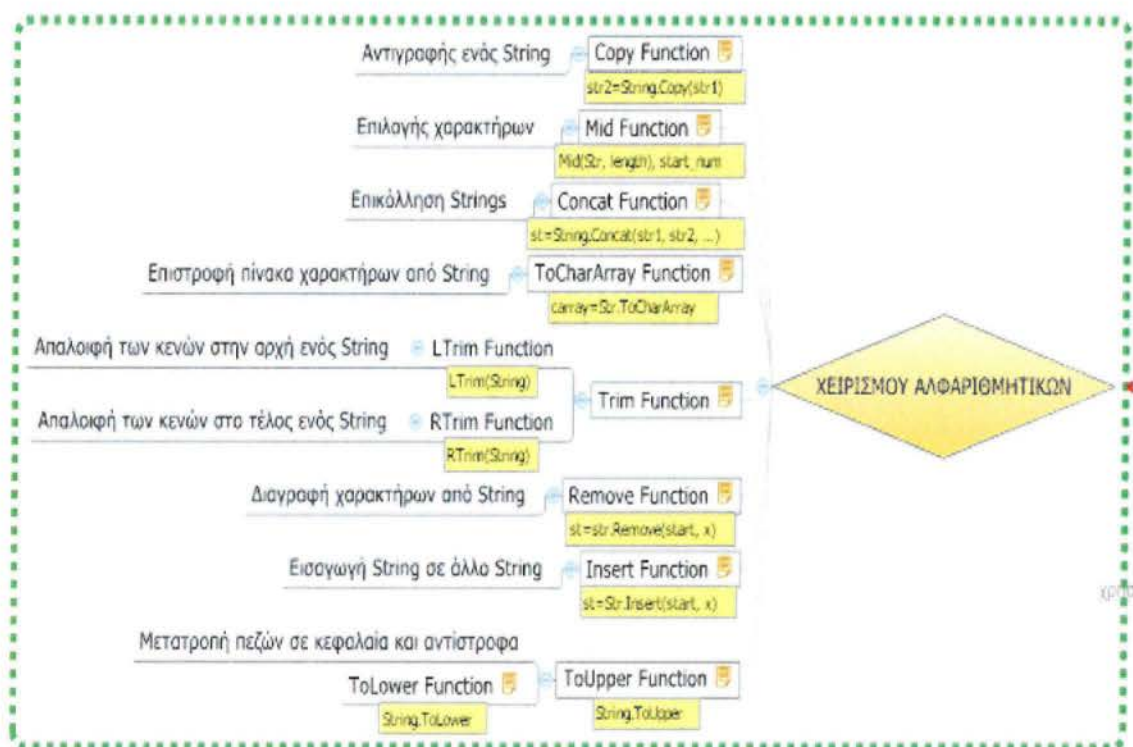 Αντιγραφής ενός String
Copy Function
str2=String.Copy(str1)
Επιλογής χαρακτήρων
Mid Function
Mid(Str, length), start_num
Επικόλληση Strings
Concat Function
st=String.Concat(str1, str2, ...)
Επιστροφή πίνακα χαρακτήρων από String
ToCharArray Function
carray=Str.ToCharArray
Απαλοιφή των κενών στην αρχή ενός String
LTrim Function
LTrim(String)
Trim Function
ΧΕΙΡΙΣΜΟΥ ΑΛΦΑΡΙΘΜΗΤΙΚΩΝ
Απαλοιφή των κενών στο τέλος ενός String
RTrim Function
RTrim(String)
Διαγραφή χαρακτήρων από String
Remove Function
st=str.Remove(start, x)
Εισαγωγή String σε άλλο String
Insert Function
st=Str.Insert(start, x)
Μετατροπή πεζών σε κεφαλαία και αντίστροφα
ToLower Function
ToUpper Function
String.ToLower
String.ToUpper